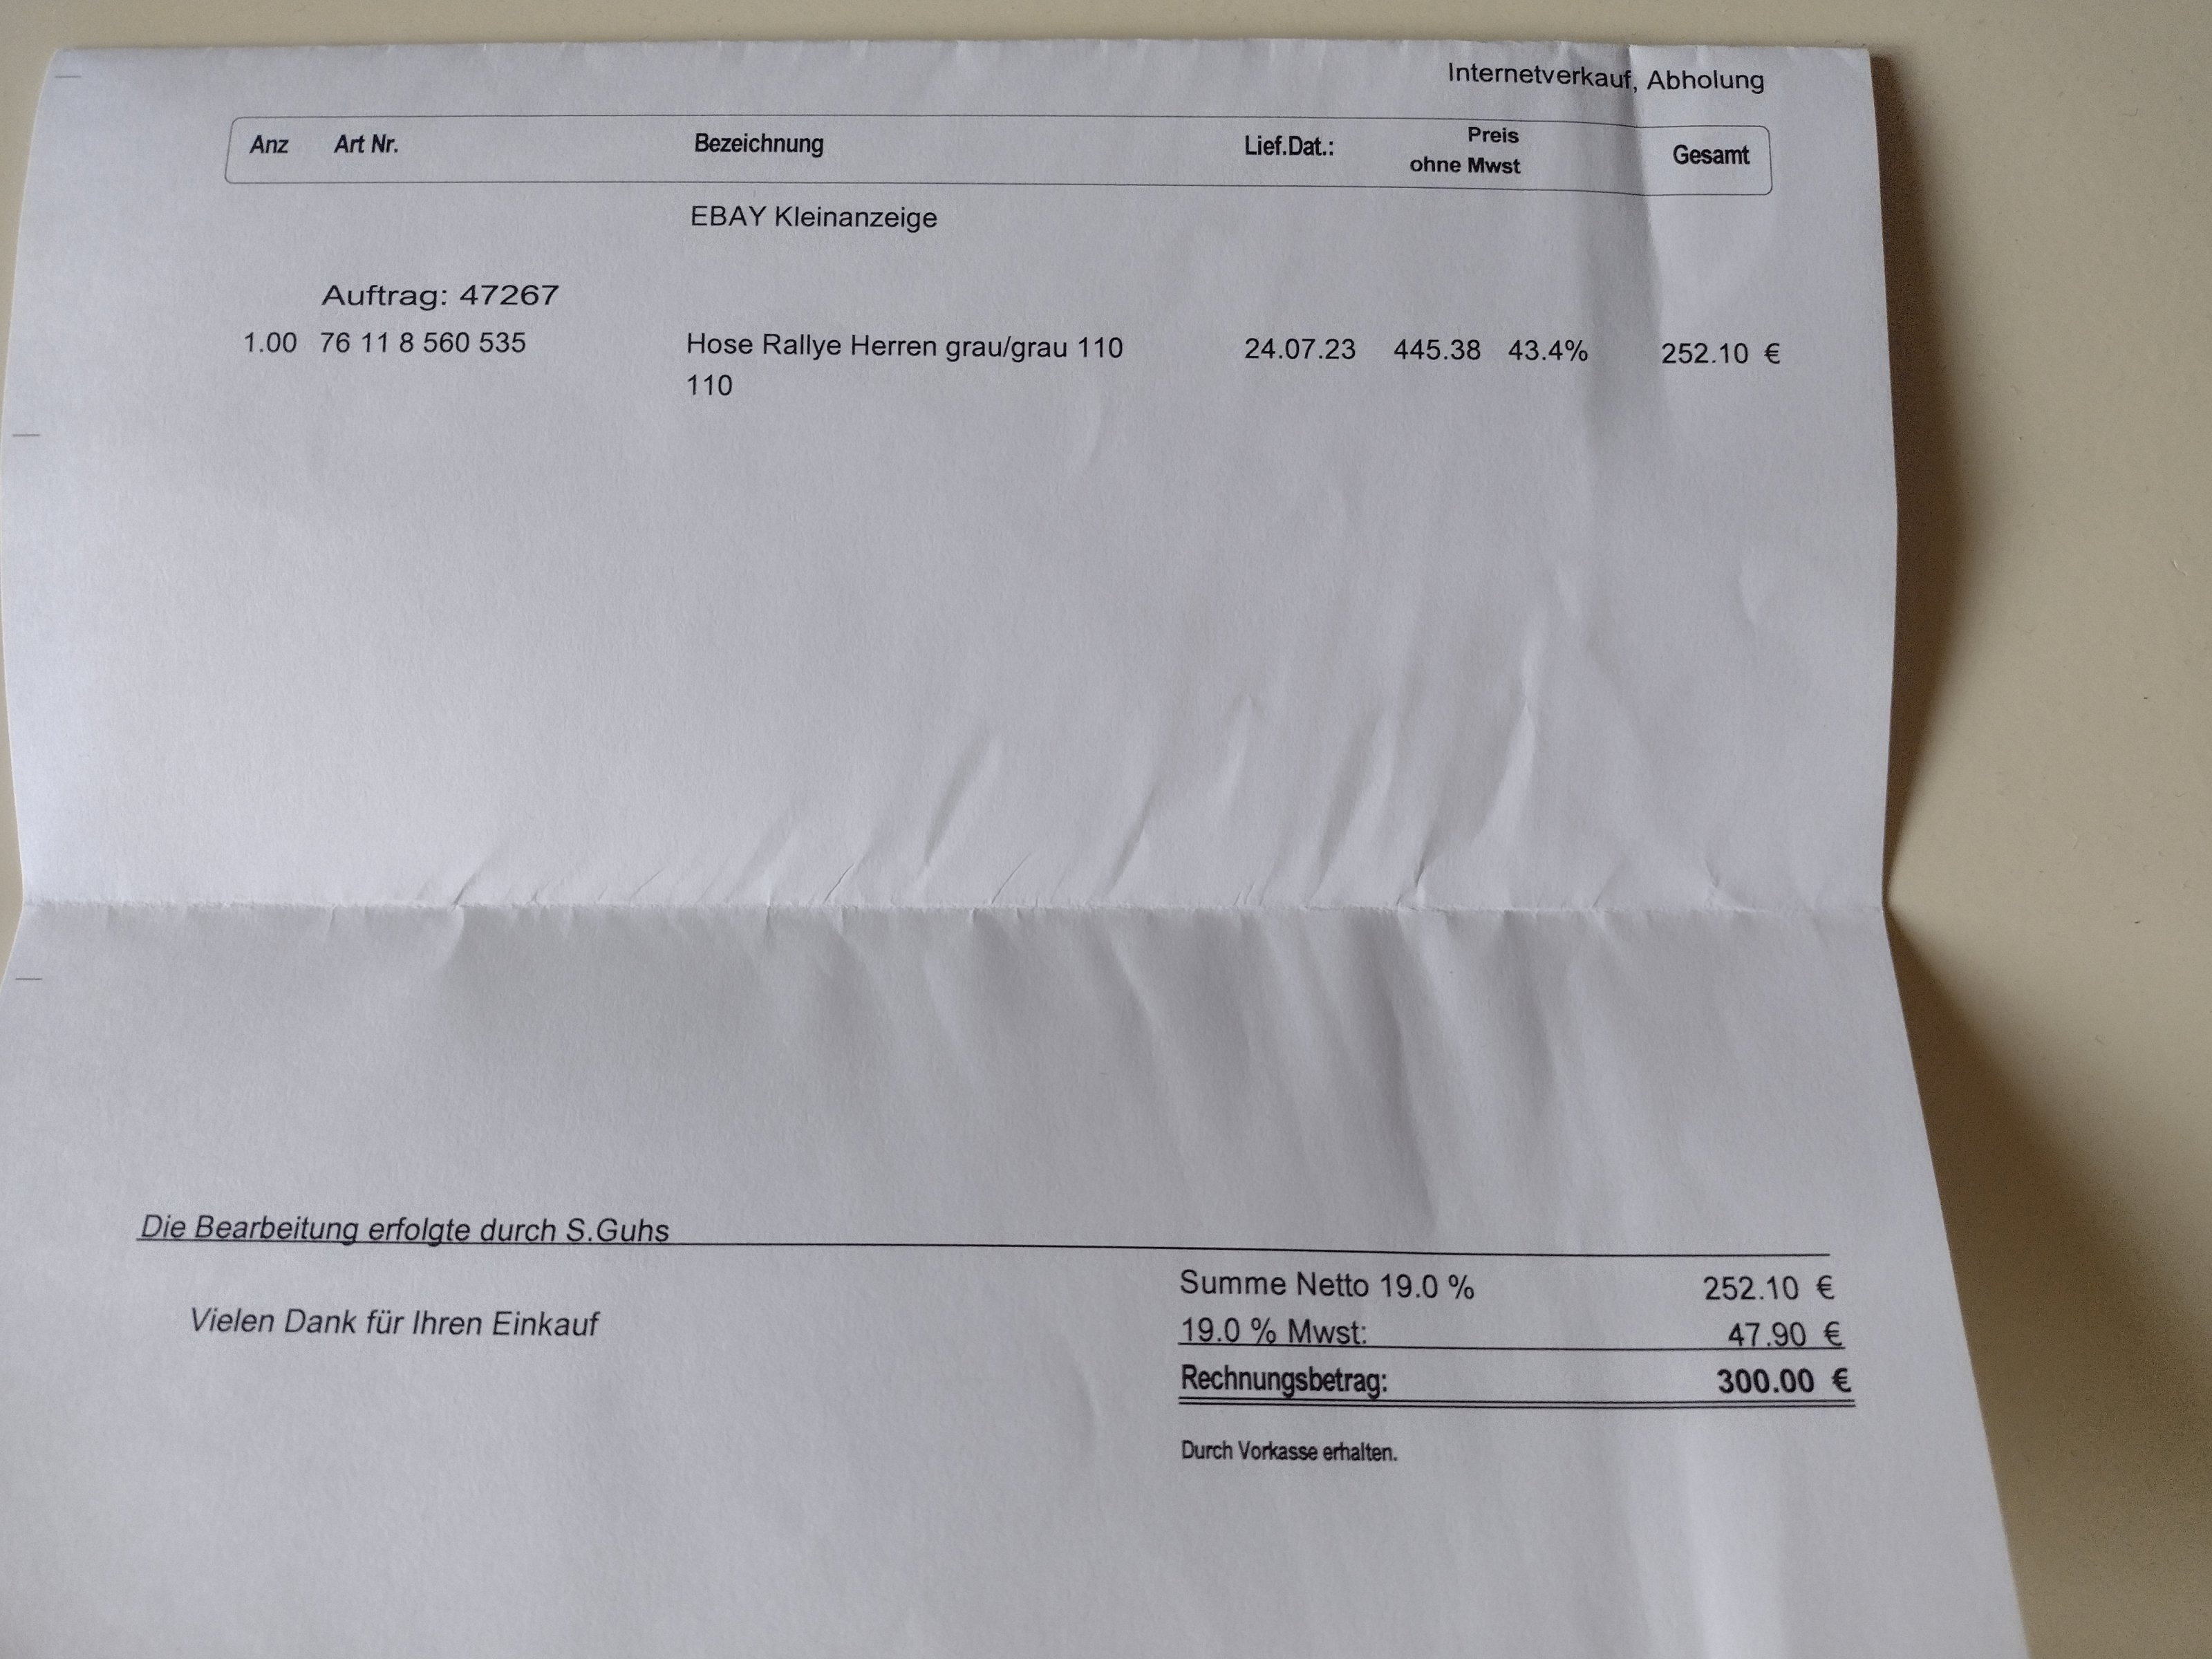 Internetverkauf, Abholung
Anz Art Nr. Bezeichnung Lief.Dat.: Preis ohne Mwst Gesamt
EBAY Kleinanzeige
Auftrag: 47267
1.00 76 11 8 560 535 Hose Rallye Herren grau/grau 110 24.07.23 445.38 43.4% 252.10 €
110
Die Bearbeitung erfolgte durch S.Guhs
Summe Netto 19.0 % 252.10 €
Vielen Dank für Ihren Einkauf
19.0 % Mwst: 47.90 €
Rechnungsbetrag: 300.00 €
Durch Vorkasse erhalten.